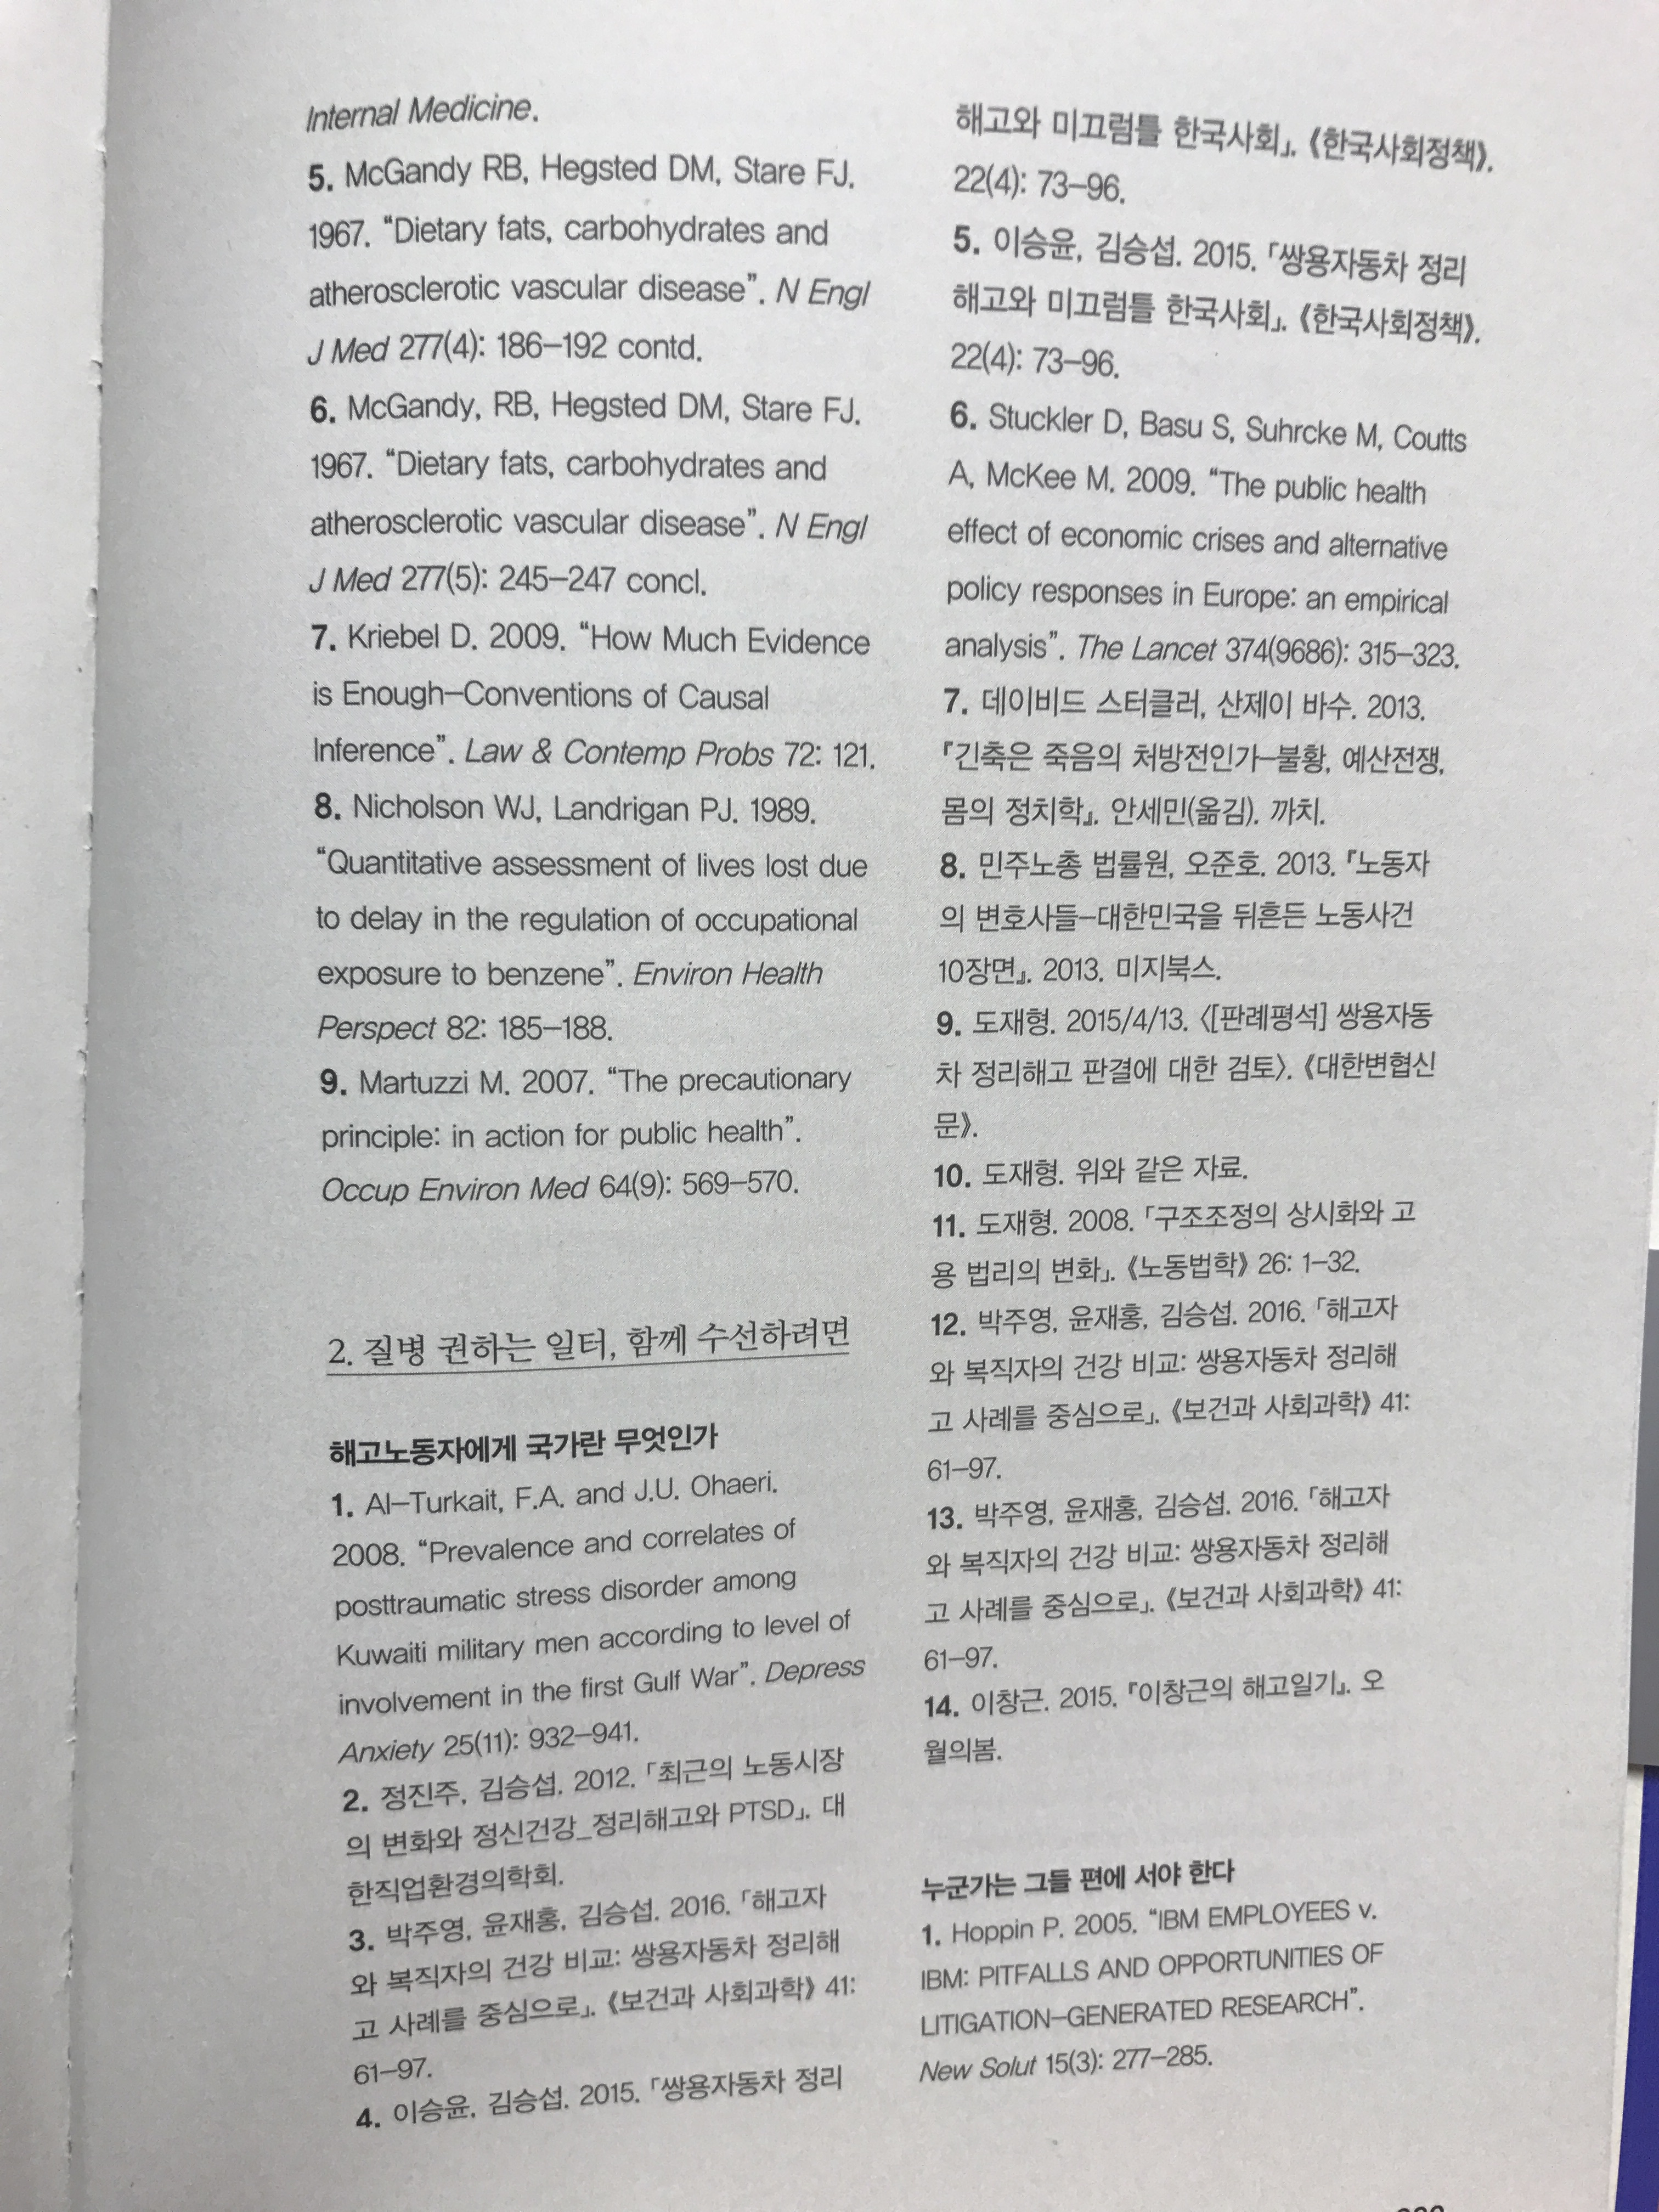 Internal Medicine.
5. McGandy RB, Hegsted DM, Stare FJ.
1967. “Dietary fats, carbohydrates and
atherosclerotic vascular disease”. N Engl
J Med 277(4): 186–192 contd.
6. McGandy, RB, Hegsted DM, Stare FJ.
1967. “Dietary fats, carbohydrates and
atherosclerotic vascular disease”. N Engl
J Med 277(5): 245–247 concl.
7. Kriebel D. 2009. “How Much Evidence
is Enough–Conventions of Causal
Inference”. Law & Contemp Probs 72: 121.
8. Nicholson WJ, Landrigan PJ. 1989.
“Quantitative assessment of lives lost due
to delay in the regulation of occupational
exposure to benzene”. Environ Health
Perspect 82: 185–188.
9. Martuzzi M. 2007. “The precautionary
principle: in action for public health”.
Occup Environ Med 64(9): 569–570.
2. 질병 권하는 일터, 함께 수선하려면
해고노동자에게 국가란 무엇인가
1. Al–Turkait, F.A. and J.U. Ohaeri.
2008. “Prevalence and correlates of
posttraumatic stress disorder among
Kuwaiti military men according to level of
involvement in the first Gulf War”. Depress
Anxiety 25(11): 932–941.
2. 정진주, 김승섭. 2012. 「최근의 노동시장
의 변화와 정신건강_정리해고와 PTSD」. 대
한직업환경의학회.
3. 박주영, 윤재홍, 김승섭. 2016. 「해고자
와 복직자의 건강 비교: 쌍용자동차 정리해
고 사례를 중심으로」. 《보건과 사회과학》 41:
61–97.
4. 이승윤, 김승섭. 2015. 「쌍용자동차 정리
해고와 미끄럼틀 한국사회」. 《한국사회정책》.
22(4): 73–96.
5. 이승윤, 김승섭. 2015. 「쌍용자동차 정리
해고와 미끄럼틀 한국사회」. 《한국사회정책》.
22(4): 73–96.
6. Stuckler D, Basu S, Suhrcke M, Coutts
A, McKee M. 2009. “The public health
effect of economic crises and alternative
policy responses in Europe: an empirical
analysis”. The Lancet 374(9686): 315–323.
7. 데이비드 스터클러, 산제이 바수. 2013.
『긴축은 죽음의 처방전인가–불황, 예산전쟁,
몸의 정치학』. 안세민(옮김). 까치.
8. 민주노총 법률원, 오준호. 2013. 『노동자
의 변호사들–대한민국을 뒤흔든 노동사건
10장면』. 2013. 미지북스.
9. 도재형. 2015/4/13. 〈[판례평석] 쌍용자동
차 정리해고 판결에 대한 검토〉. 《대한변협신
문》.
10. 도재형. 위와 같은 자료.
11. 도재형. 2008. 「구조조정의 상시화와 고
용 법리의 변화」. 《노동법학》 26: 1–32.
12. 박주영, 윤재홍, 김승섭. 2016. 「해고자
와 복직자의 건강 비교: 쌍용자동차 정리해
고 사례를 중심으로」. 《보건과 사회과학》 41:
61–97.
13. 박주영, 윤재홍, 김승섭. 2016. 「해고자
와 복직자의 건강 비교: 쌍용자동차 정리해
고 사례를 중심으로」. 《보건과 사회과학》 41:
61–97.
14. 이창근. 2015. 『이창근의 해고일기』. 오
월의봄.
누군가는 그들 편에 서야 한다
1. Hoppin P. 2005. “IBM EMPLOYEES v.
IBM: PITFALLS AND OPPORTUNITIES OF
LITIGATION–GENERATED RESEARCH”.
New Solut 15(3): 277–285.